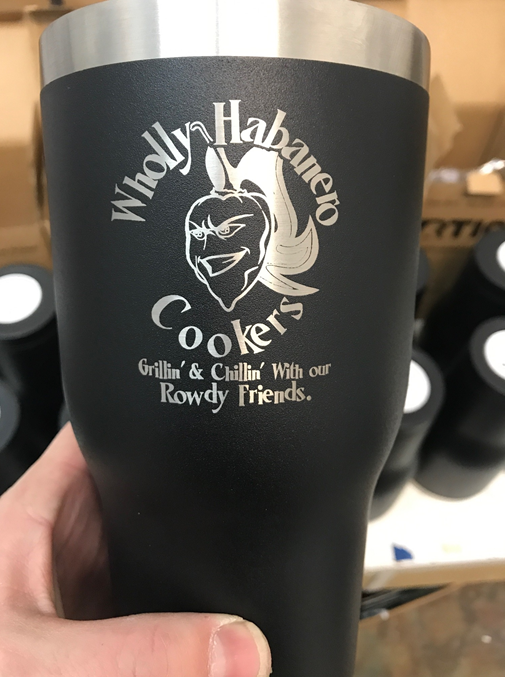 Wholly Habanero
Cookers
Grillin' & Chillin' With our
Rowdy Friends.